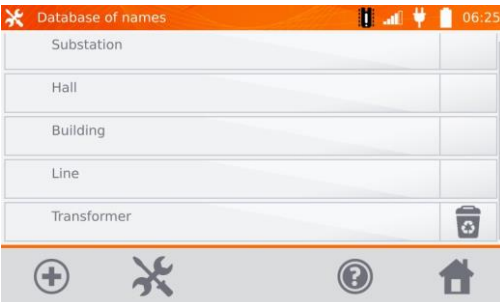 Database of names
06:25
Substation
Hall
Building
Line
Transformer